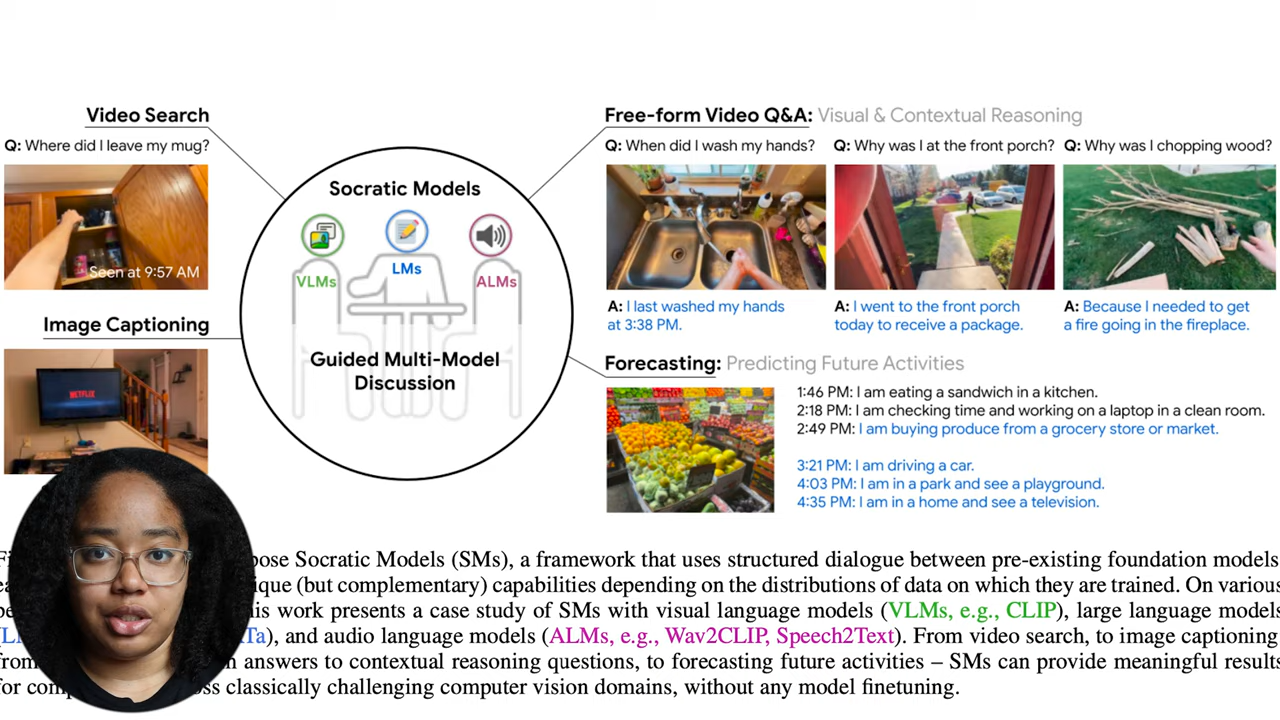 Video Search
Q: Where did I leave my mug?
Seen at 9:57 AM
Image Captioning
NETFLIX
Socratic Models
VLMs
LMs
ALMs
Guided Multi-Model
Discussion
Free-form Video Q&A: Visual & Contextual Reasoning
Q: When did I wash my hands?
A: I last washed my hands
at 3:38 PM.
Q: Why was I at the front porch?
A: I went to the front porch
today to receive a package.
Q: Why was I chopping wood?
A: Because I needed to get
a fire going in the fireplace.
Forecasting: Predicting Future Activities
1:46 PM: I am eating a sandwich in a kitchen.
2:18 PM: I am checking time and working on a laptop in a clean room.
2:49 PM: I am buying produce from a grocery store or market.
3:21 PM: I am driving a car.
4:03 PM: I am in a park and see a playground.
4:35 PM: I am in a home and see a television.
Socratic Models (SMs), a framework that uses structured dialogue between pre-existing foundation models
(but complementary) capabilities depending on the distributions of data on which they are trained. On various
work presents a case study of SMs with visual language models (VLMs, e.g., CLIP), large language models
and audio language models (ALMs, e.g., Wav2CLIP, Speech2Text). From video search, to image captioning
answers to contextual reasoning questions, to forecasting future activities – SMs can provide meaningful results
for classically challenging computer vision domains, without any model finetuning.